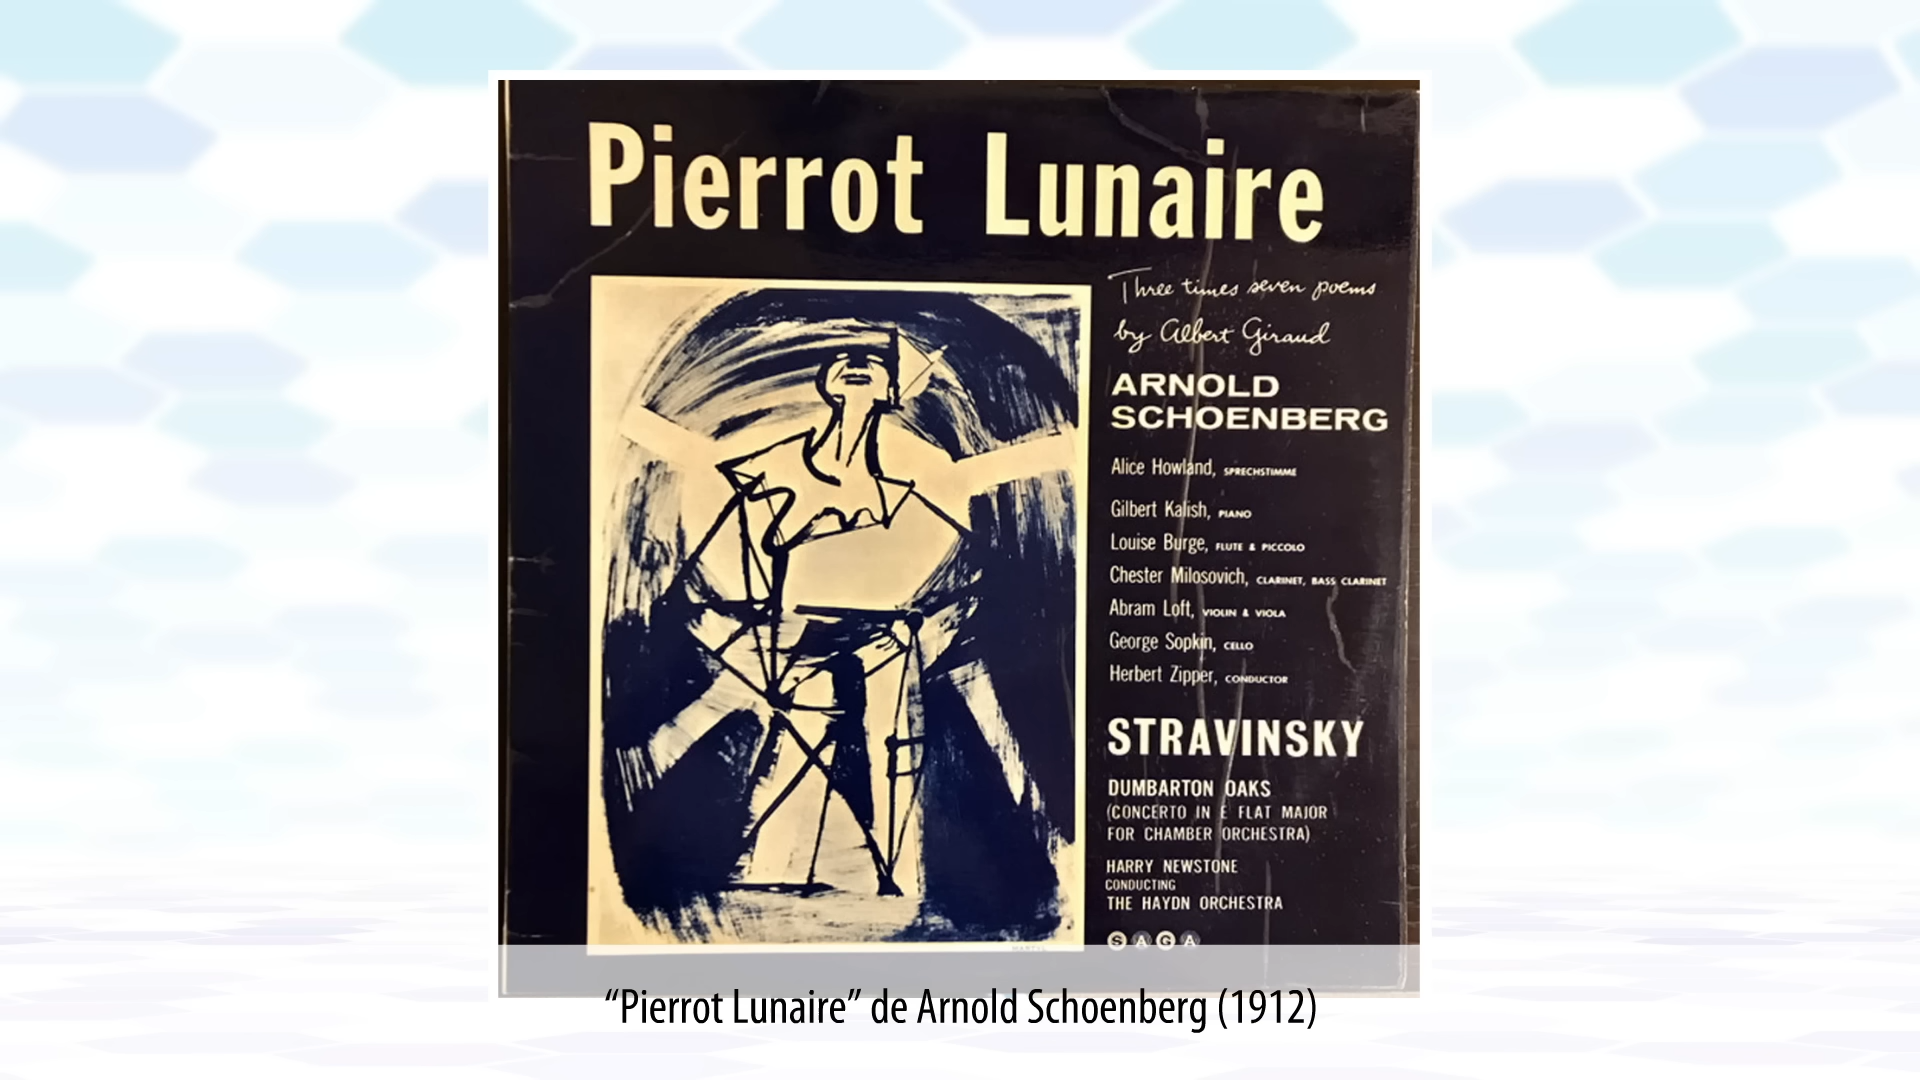 Pierrot Lunaire
Three times seven poems
by Albert Giraud
ARNOLD
SCHOENBERG
Alice Howland, SPRECHSTIMME
Gilbert Kalish, PIANO
Louise Burge, FLUTE & PICCOLO
Chester Milosovich, CLARINET, BASS CLARINET
Abram Loft, VIOLIN & VIOLA
George Sopkin, CELLO
Herbert Zipper, CONDUCTOR
STRAVINSKY
DUMBARTON OAKS
(CONCERTO IN E FLAT MAJOR
FOR CHAMBER ORCHESTRA)
HARRY NEWSTONE
CONDUCTING
THE HAYDN ORCHESTRA
SAGA
“Pierrot Lunaire” de Arnold Schoenberg (1912)